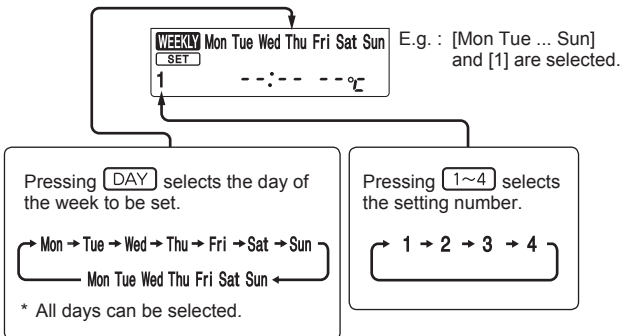 WEEKLY Mon Tue Wed Thu Fri Sat Sun
SET
1 --:-- --°C
E.g. : [Mon Tue ... Sun]
and [1] are selected.
Pressing DAY selects the day of
the week to be set.
Mon → Tue → Wed → Thu → Fri → Sat → Sun
Mon Tue Wed Thu Fri Sat Sun
* All days can be selected.
Pressing 1~4 selects
the setting number.
1 → 2 → 3 → 4